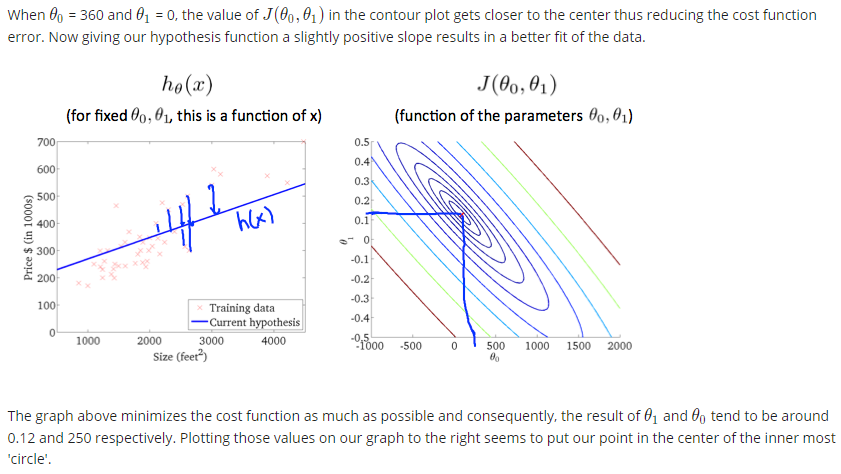 When θ₀ = 360 and θ₁ = 0, the value of J(θ₀, θ₁) in the contour plot gets closer to the center thus reducing the cost function
error. Now giving our hypothesis function a slightly positive slope results in a better fit of the data.
hθ(x)
(for fixed θ₀, θ₁, this is a function of x)
J(θ₀, θ₁)
(function of the parameters θ₀, θ₁)
Price $ (in 1000s)
700
600
500
400
300
200
100
0
1000 2000 3000 4000
Size (feet²)
h(x)
Training data
Current hypothesis
θ₁
0.5
0.4
0.3
0.2
0.1
0
-0.1
-0.2
-0.3
-0.4
-0.5
-1000 -500 0 500 1000 1500 2000
θ₀
The graph above minimizes the cost function as much as possible and consequently, the result of θ₁ and θ₀ tend to be around
0.12 and 250 respectively. Plotting those values on our graph to the right seems to put our point in the center of the inner most
'circle'.